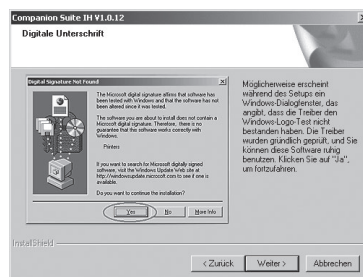 Companion Suite IH V1.0.12
Digitale Unterschrift
Digital Signature Not Found
The Microsoft digital signature affirms that software has
been tested with Windows and that the software has not
been altered since it was tested.
The software you are about to install does not contain a
Microsoft digital signature. Therefore, there is no
guarantee that this software works correctly with
Windows.
Printers
If you want to search for Microsoft digitally signed
software, visit the Windows Update Web site at
http://windowsupdate.microsoft.com to see if one is
available.
Do you want to continue the installation?
Yes
No
More Info
Möglicherweise erscheint
während des Setups ein
Windows-Dialogfenster, das
angibt, dass die Treiber den
Windows-Logo-Test nicht
bestanden haben. Die Treiber
wurden gründlich geprüft, und Sie
können diese Software ruhig
benutzen. Klicken Sie auf "Ja",
um fortzufahren.
InstallShield
< Zurück
Weiter >
Abbrechen